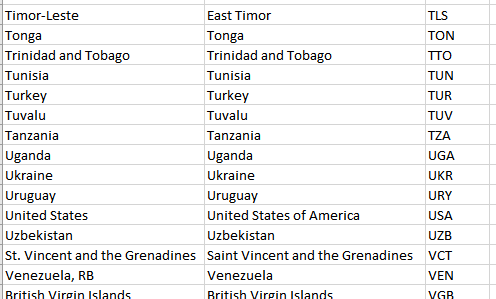 Timor-Leste East Timor TLS
Tonga Tonga TON
Trinidad and Tobago Trinidad and Tobago TTO
Tunisia Tunisia TUN
Turkey Turkey TUR
Tuvalu Tuvalu TUV
Tanzania Tanzania TZA
Uganda Uganda UGA
Ukraine Ukraine UKR
Uruguay Uruguay URY
United States United States of America USA
Uzbekistan Uzbekistan UZB
St. Vincent and the Grenadines Saint Vincent and the Grenadines VCT
Venezuela, RB Venezuela VEN
British Virgin Islands British Virgin Islands VGB